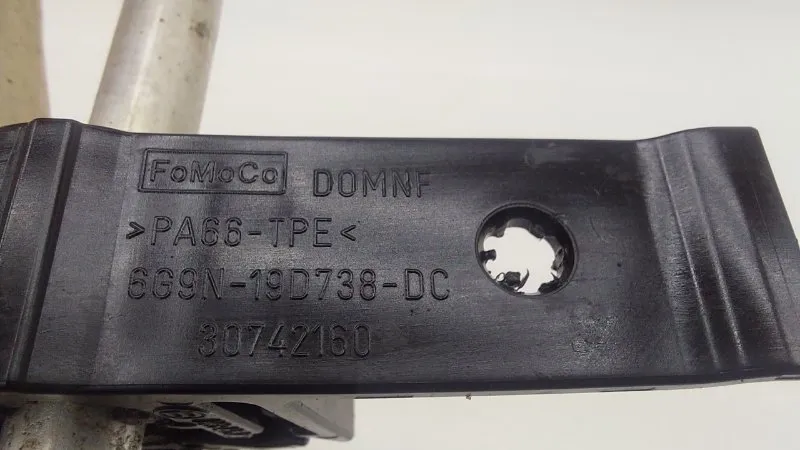 FoMoCo DOMNF
>PA66-TPE<
6G9N-19D738-DC
30742160